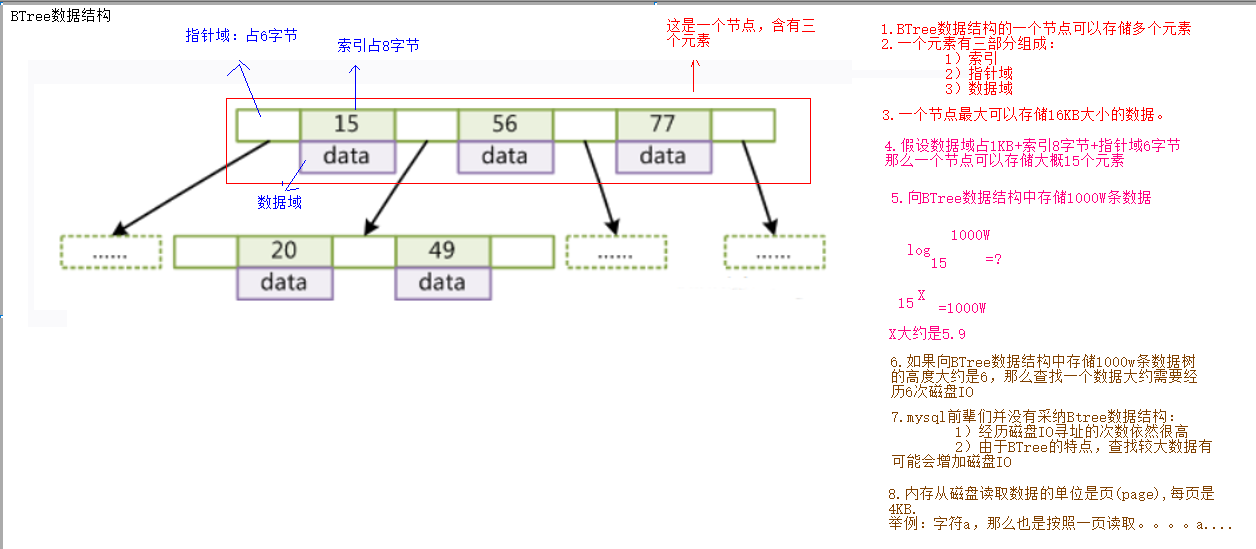 BTree数据结构
指针域：占6字节
索引占8字节
这是一个节点，含有三
个元素
15
56
77
data
data
data
数据域
......
20
49
......
......
data
data
1.BTree数据结构的一个节点可以存储多个元素
2.一个元素有三部分组成：
1）索引
2）指针域
3）数据域
3.一个节点最大可以存储16KB大小的数据。
4.假设数据域占1KB+索引8字节+指针域6字节
那么一个节点可以存储大概15个元素
5.向BTree数据结构中存储1000W条数据
1000W
log
15
=?
15
X
=1000W
X大约是5.9
6.如果向BTree数据结构中存储1000w条数据树
的高度大约是6，那么查找一个数据大约需要经
历6次磁盘IO
7.mysql前辈们并没有采纳Btree数据结构：
1）经历磁盘IO寻址的次数依然很高
2）由于BTree的特点，查找较大数据有
可能会增加磁盘IO
8.内存从磁盘读取数据的单位是页(page),每页是
4KB.
举例：字符a，那么也是按照一页读取。。。。a....